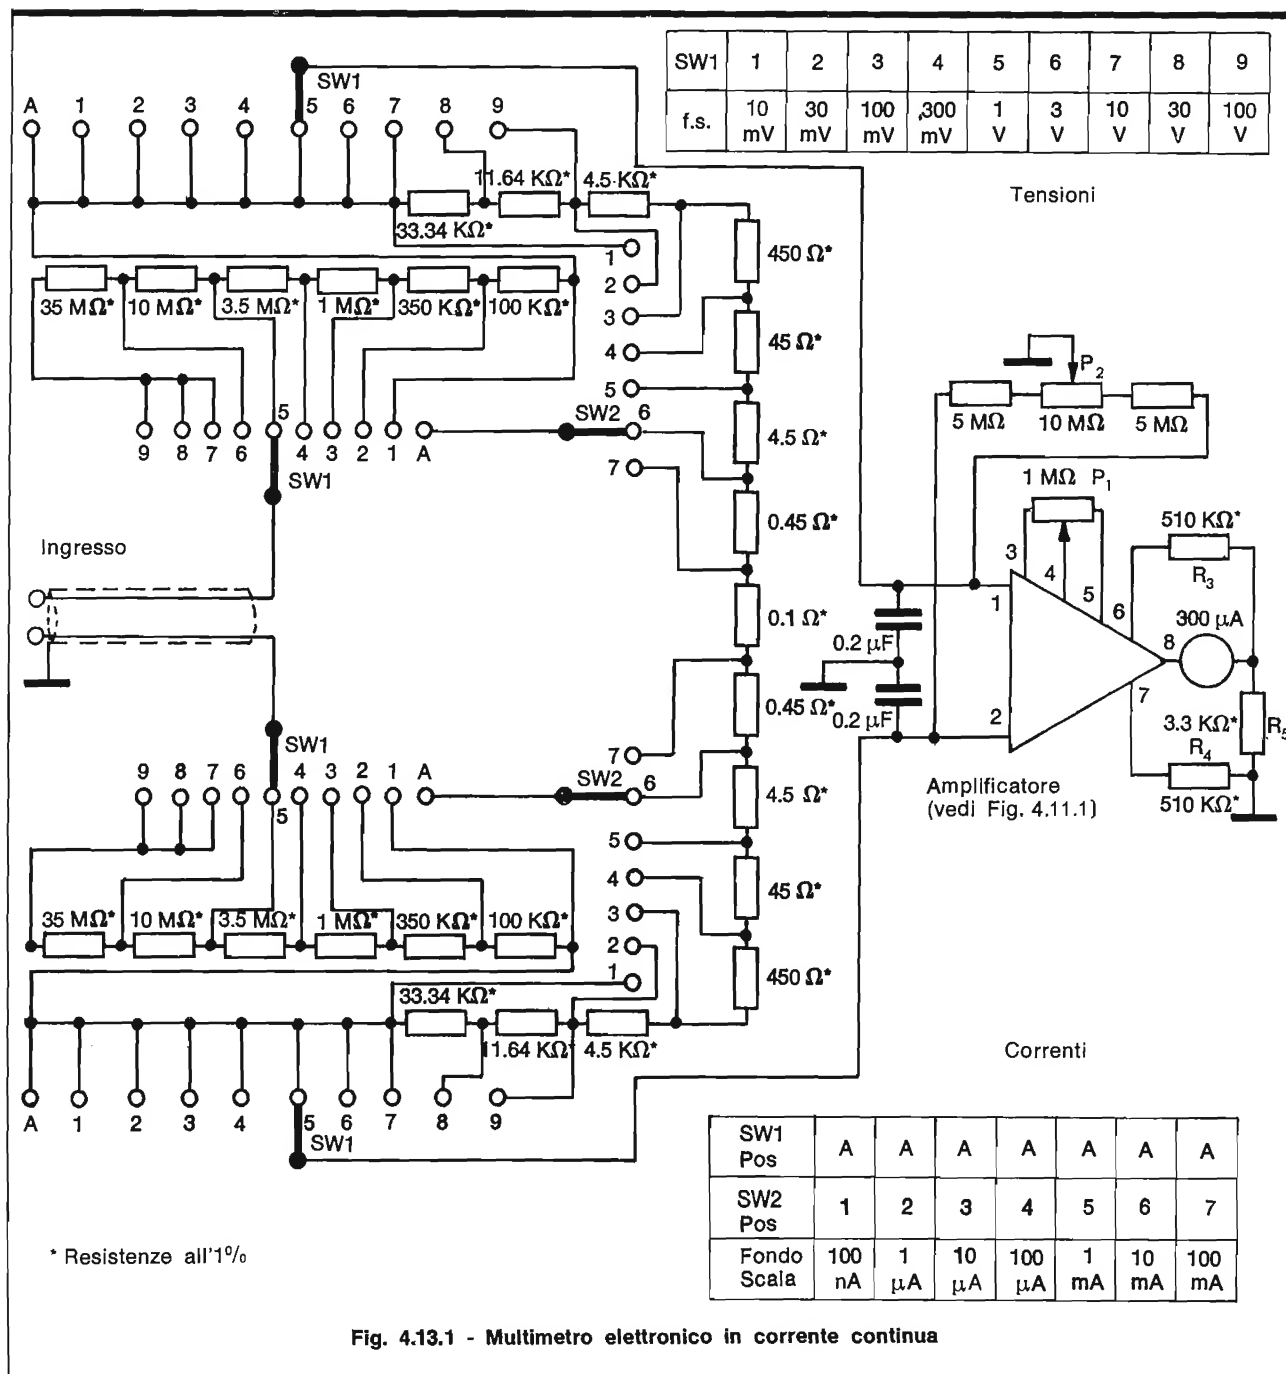 SW1 1 2 3 4 5 6 7 8 9
f.s. 10 mV 30 mV 100 mV 300 mV 1 V 3 V 10 V 30 V 100 V
Tensioni
SW1
A 1 2 3 4 5 6 7 8 9
11.64 KΩ* 4.5 KΩ*
33.34 KΩ*
35 MΩ* 10 MΩ* 3.5 MΩ* 1 MΩ* 350 KΩ* 100 KΩ*
1
2
3
4
5
SW2 6
7
9 8 7 6 5 4 3 2 1 A
SW1
450 Ω*
45 Ω*
4.5 Ω*
0.45 Ω*
0.1 Ω*
0.45 Ω*
4.5 Ω*
45 Ω*
450 Ω*
Ingresso
P2
5 MΩ 10 MΩ 5 MΩ
1 MΩ P1
510 KΩ*
R3
3 4 5 6
1 8 300 µA
2 7
0.2 µF
0.2 µF
3.3 KΩ* R5
R4
510 KΩ*
Amplificatore
(vedi Fig. 4.11.1)
SW1
9 8 7 6 5 4 3 2 1 A
7
SW2 6
5
4
3
2
1
35 MΩ* 10 MΩ* 3.5 MΩ* 1 MΩ* 350 KΩ* 100 KΩ*
33.34 KΩ*
11.64 KΩ* 4.5 KΩ*
A 1 2 3 4 5 6 7 8 9
SW1
Correnti
SW1 Pos A A A A A A A
SW2 Pos 1 2 3 4 5 6 7
Fondo Scala 100 nA 1 µA 10 µA 100 µA 1 mA 10 mA 100 mA
* Resistenze all'1%
Fig. 4.13.1 - Multimetro elettronico in corrente continua